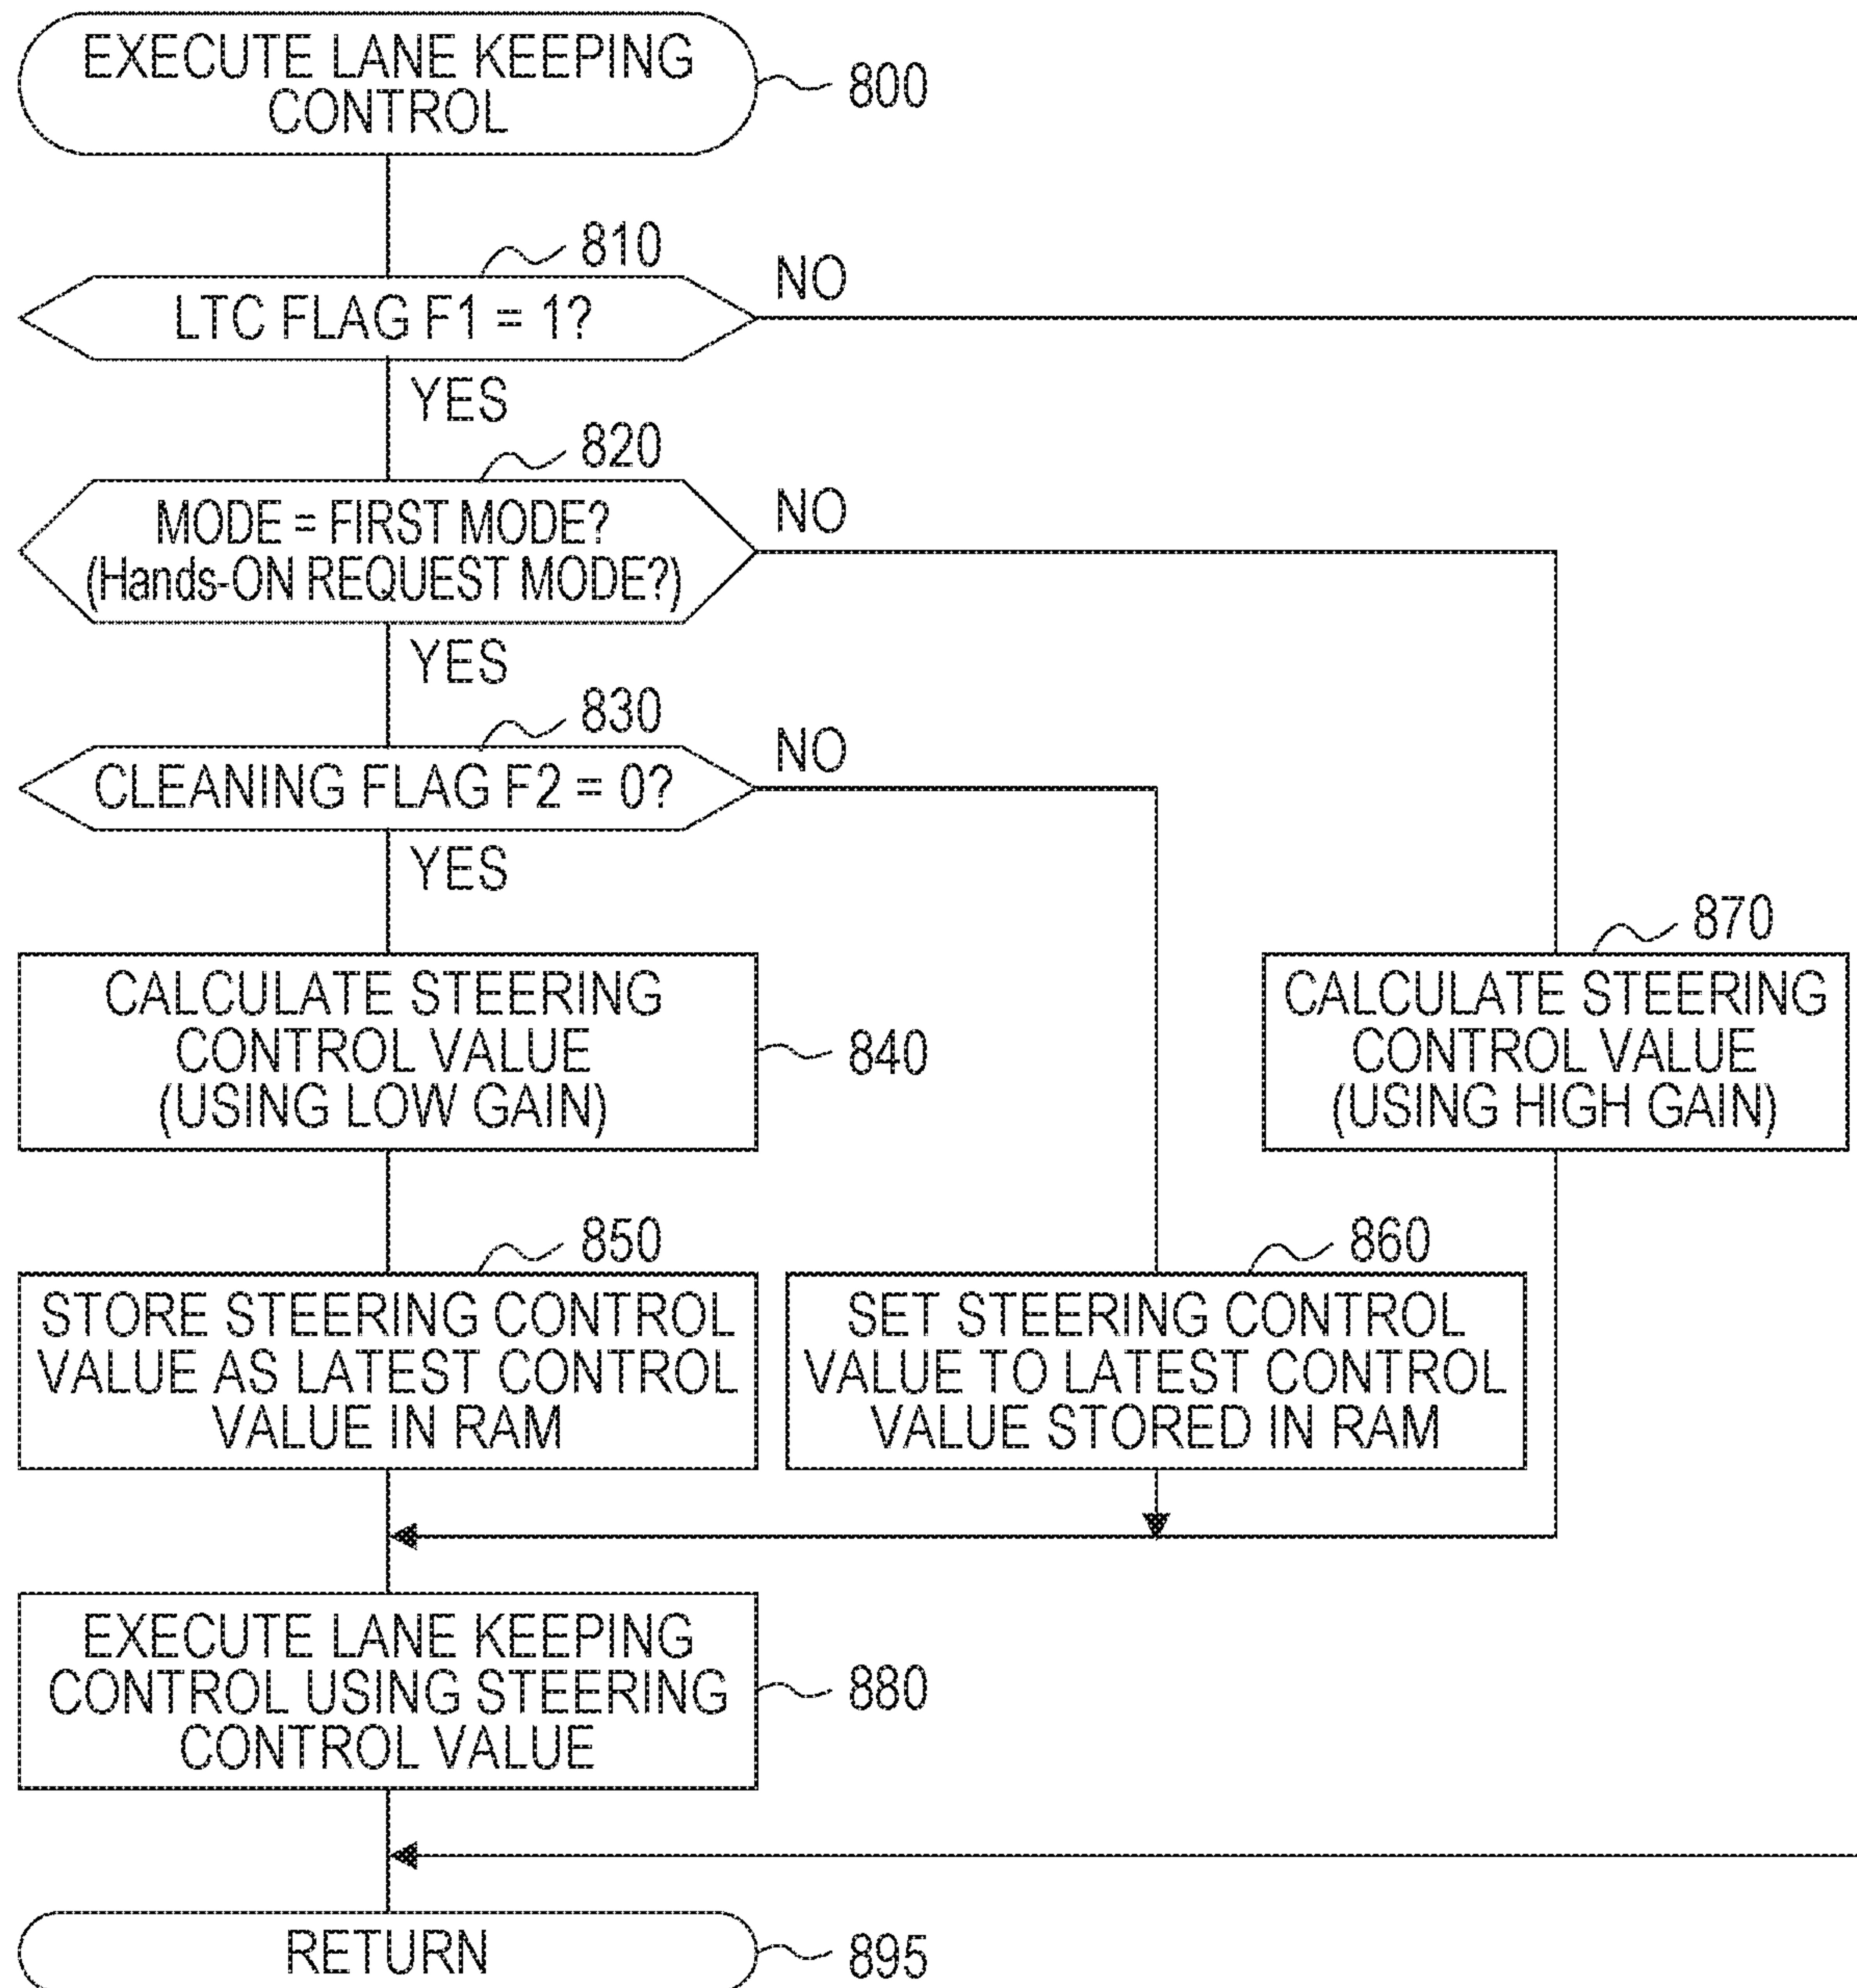 EXECUTE LANE KEEPING
CONTROL
800
810
LTC FLAG F1 = 1?
NO
YES
820
MODE = FIRST MODE?
(Hands-ON REQUEST MODE?)
NO
YES
830
CLEANING FLAG F2 = 0?
NO
YES
CALCULATE STEERING
CONTROL VALUE
(USING LOW GAIN)
840
870
CALCULATE STEERING
CONTROL VALUE
(USING HIGH GAIN)
850
STORE STEERING CONTROL
VALUE AS LATEST CONTROL
VALUE IN RAM
860
SET STEERING CONTROL
VALUE TO LATEST CONTROL
VALUE STORED IN RAM
EXECUTE LANE KEEPING
CONTROL USING STEERING
CONTROL VALUE
880
RETURN
895